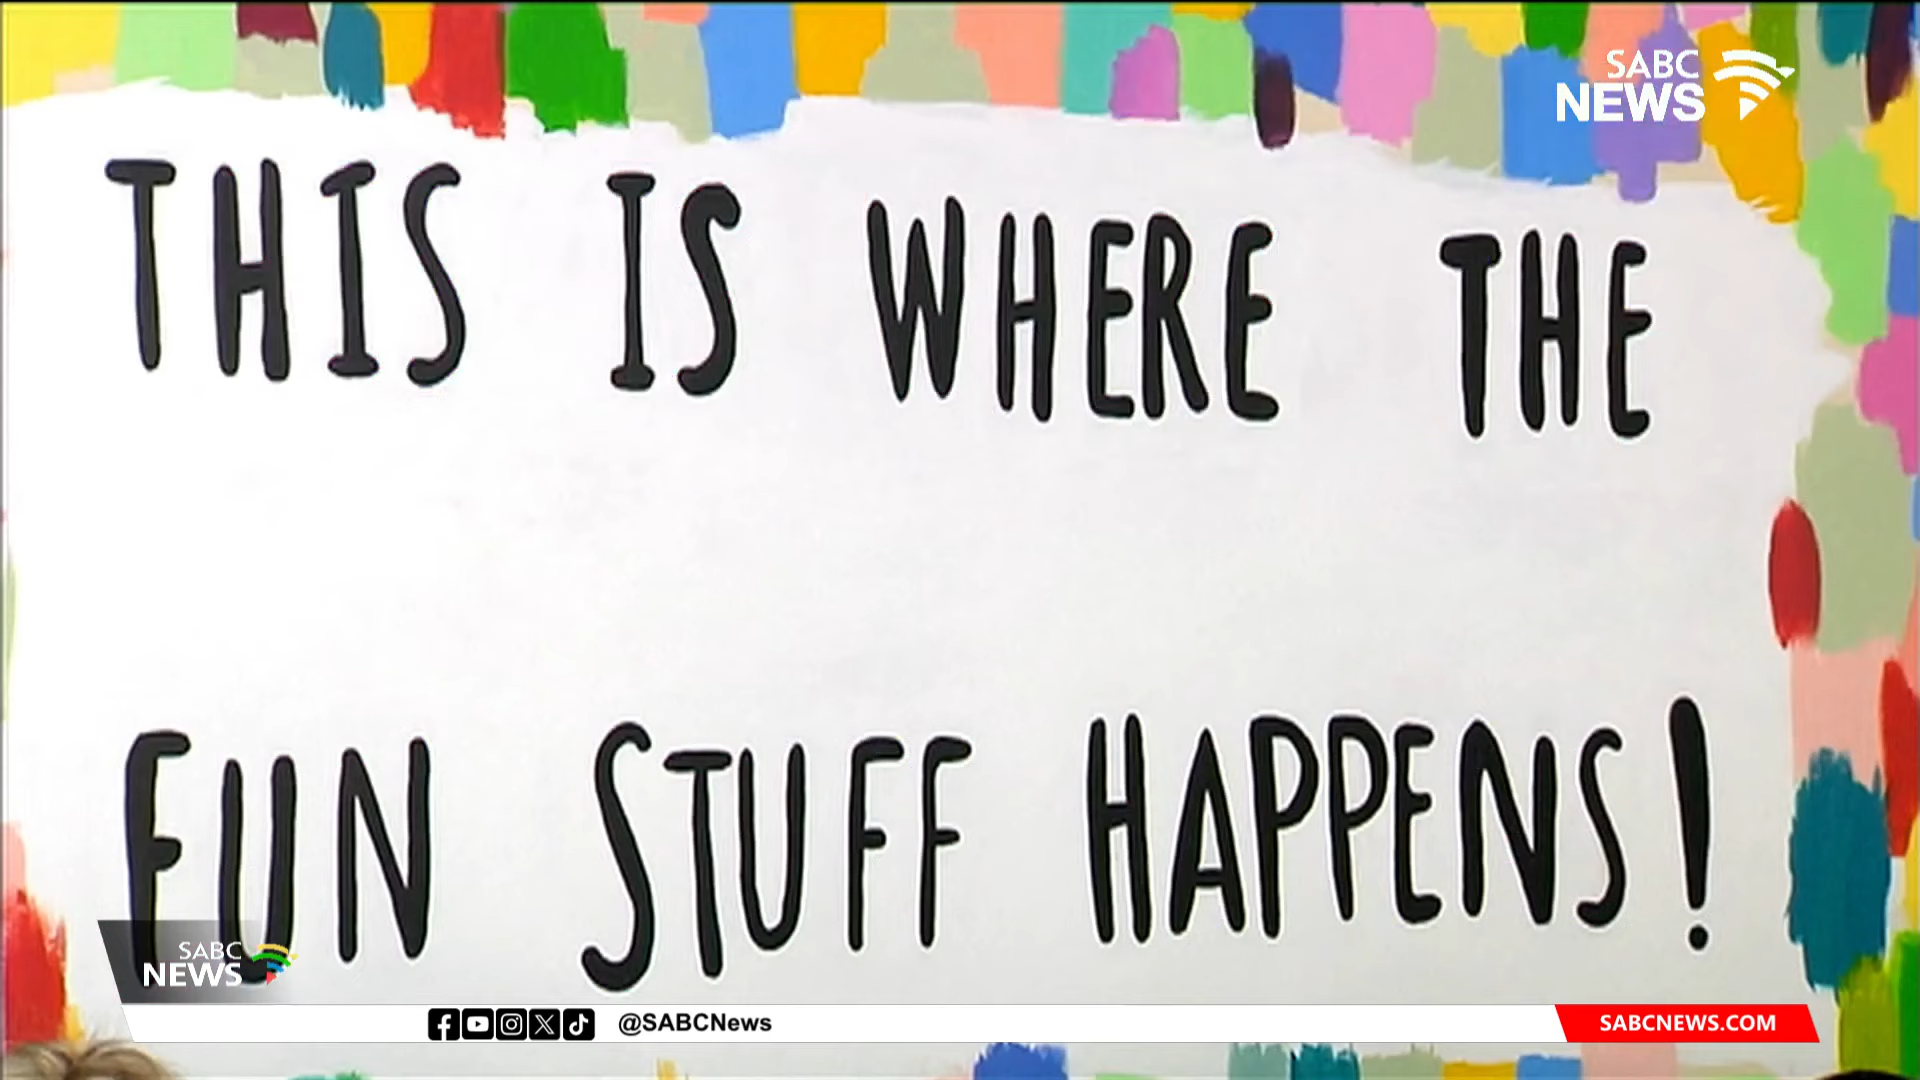 SABC
NEWS
THIS IS WHERE THE
FUN STUFF HAPPENS!
SABC
NEWS
@SABCNews
SABCNEWS.COM